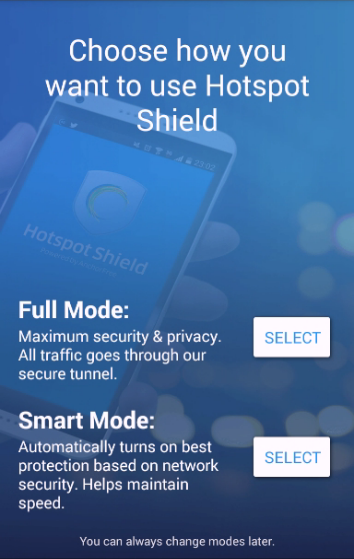 Choose how you
want to use Hotspot
Shield
23:02
Hotspot Shield
Full Mode:
Maximum security & privacy.
All traffic goes through our
secure tunnel.
SELECT
Smart Mode:
Automatically turns on best
protection based on network
security. Helps maintain
speed.
SELECT
You can always change modes later.